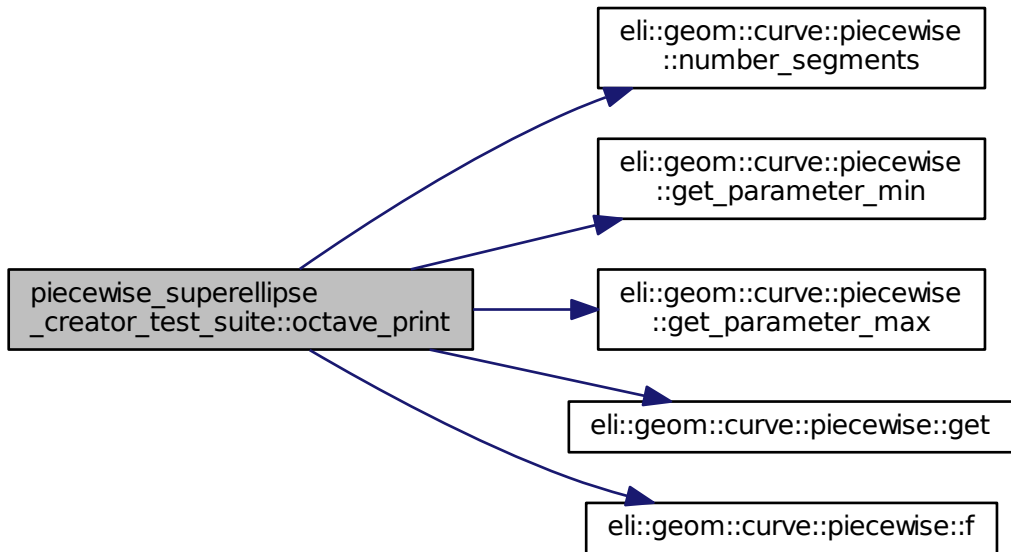 eli::geom::curve::piecewise
::number_segments
eli::geom::curve::piecewise
::get_parameter_min
piecewise_superellipse
_creator_test_suite::octave_print
eli::geom::curve::piecewise
::get_parameter_max
eli::geom::curve::piecewise::get
eli::geom::curve::piecewise::f